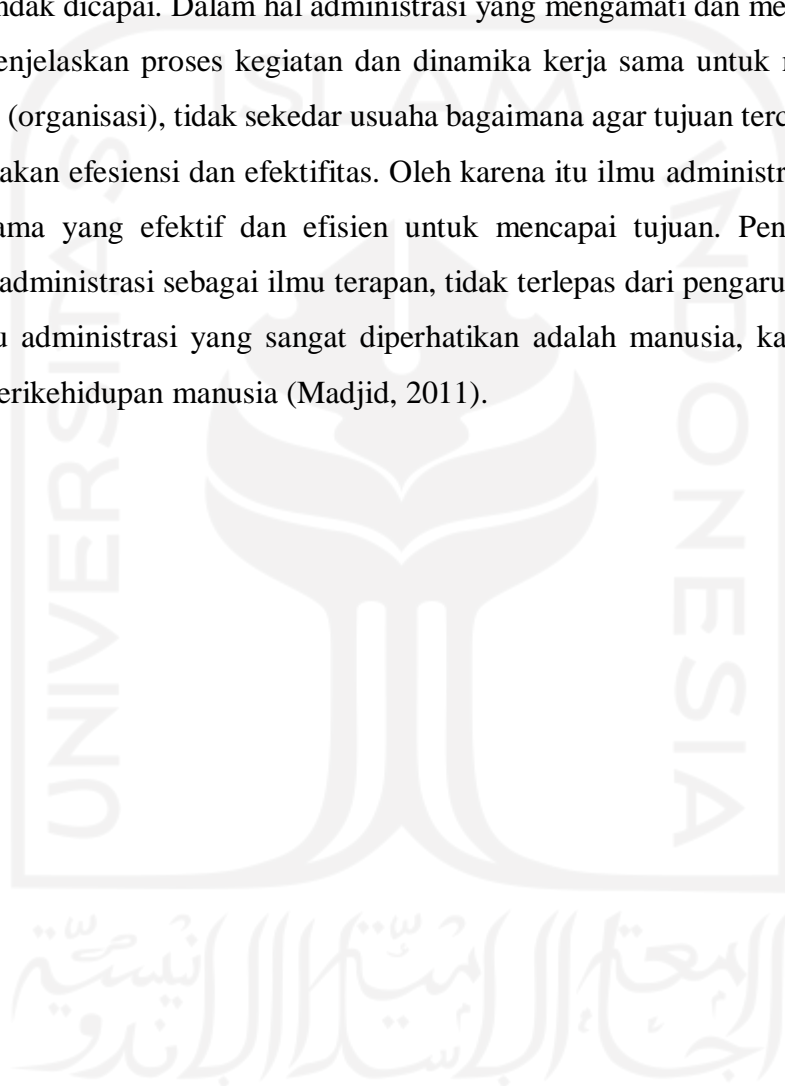 ndak dicapai. Dalam hal administrasi yang mengamati dan me
enjelaskan proses kegiatan dan dinamika kerja sama untuk
(organisasi), tidak sekedar usuaha bagaimana agar tujuan terc
akan efesiensi dan efektifitas. Oleh karena itu ilmu administr
ama yang efektif dan efisien untuk mencapai tujuan. Pen
administrasi sebagai ilmu terapan, tidak terlepas dari pengaru
u administrasi yang sangat diperhatikan adalah manusia, ka
erikehidupan manusia (Madjid, 2011).
ISLAM
UNIVERSITAS
INDONESIA